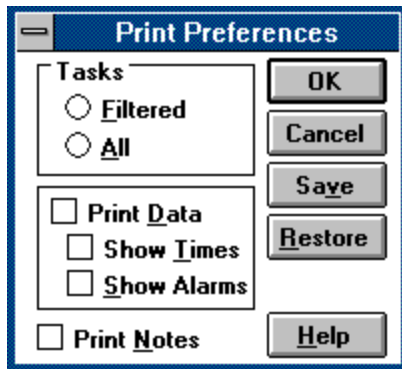 Print Preferences
Tasks
Filtered
All
Print Data
Show Times
Show Alarms
Print Notes
OK
Cancel
Save
Restore
Help